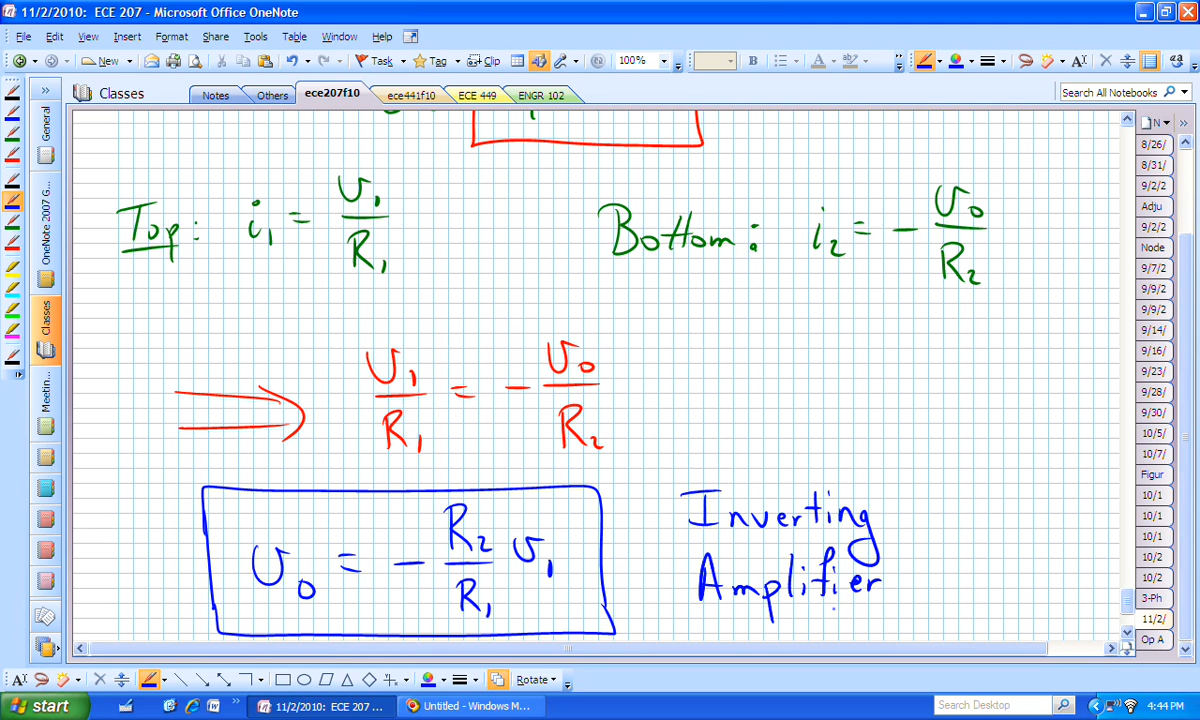 11/2/2010: ECE 207 - Microsoft Office OneNote
File Edit View Insert Format Share Tools Table Window Help
Back New Task Tag Clip 100% B A ab A
Classes Notes Others ece207f10 ece441f10 ECE 449 ENGR 102 Search All Notebooks
General
OneNote 2007 G...
Classes
Meetin...
N
8/26/
8/31/
9/2/2
Adju
9/2/2
Node
9/7/2
9/9/2
9/9/2
9/14/
9/16/
9/23/
9/28/
9/30/
10/5/
10/7/
Figur
10/1
10/1
10/1
10/2
10/2
3-Ph
11/2/
Op A
Top: i₁ = v₁/R₁ Bottom: i₂ = - v₀/R₂
⇒ v₁/R₁ = - v₀/R₂
v₀ = - R₂/R₁ v₁
Inverting
Amplifier
Rotate
start 11/2/2010: ECE 207 ... Untitled - Windows M... Search Desktop 4:44 PM